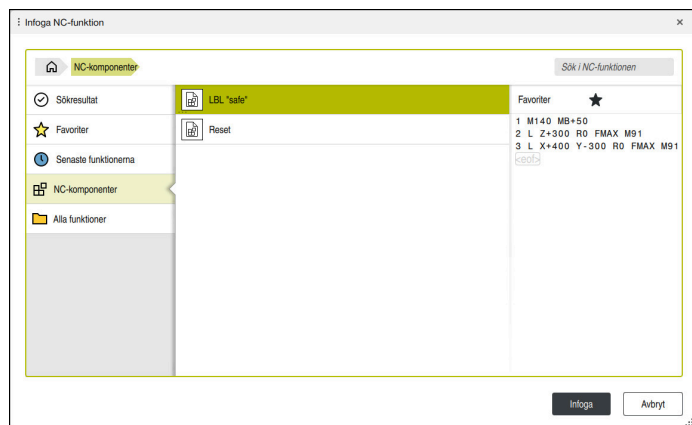 Infoga NC-funktion
NC-komponenter
Sök i NC-funktionen
Sökresultat
Favoriter
Senaste funktionerna
NC-komponenter
Alla funktioner
LBL "safe"
Reset
Favoriter
1 M140 MB+50
2 L Z+300 R0 FMAX M91
3 L X+400 Y-300 R0 FMAX M91
<eob>
Infoga
Avbryt